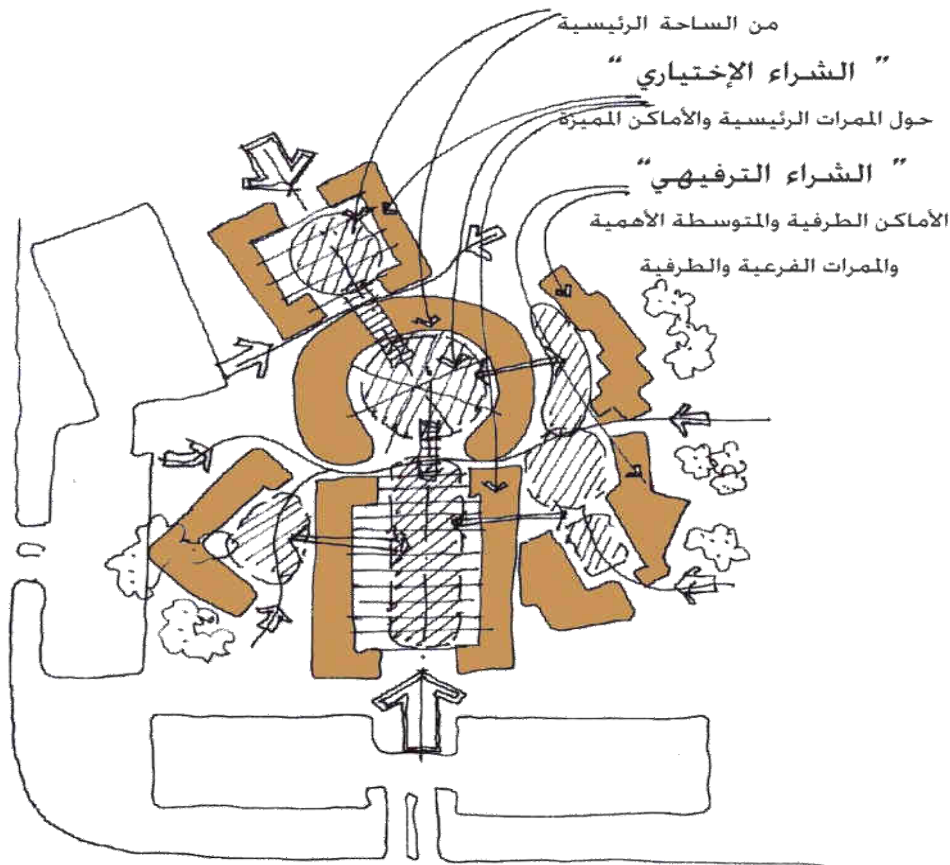 من الساحة الرئيسية
” الشراء الإختياري “
حول الممرات الرئيسية والأماكن المميزة
” الشراء الترفيهي“
الأماكن الطرفية والمتوسطة الأهمية
والممرات الفرعية والطرفية